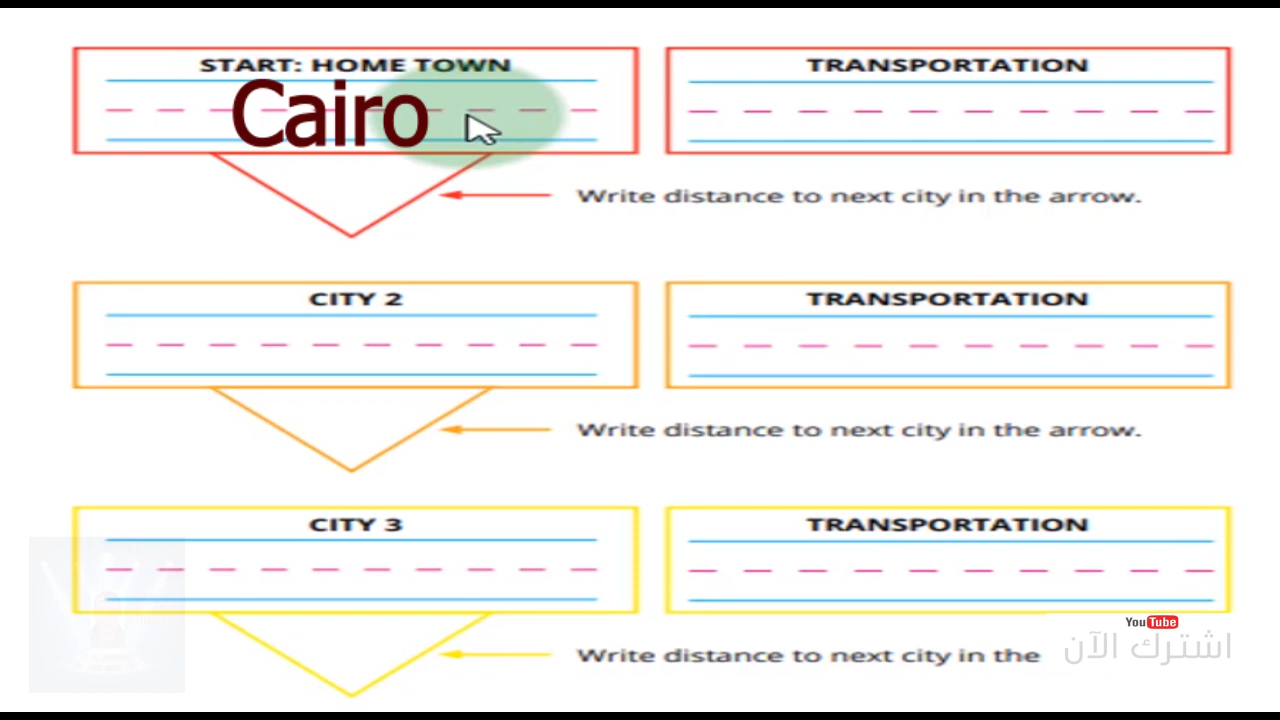 START: HOME TOWN
TRANSPORTATION
Cairo
Write distance to next city in the arrow.
CITY 2
TRANSPORTATION
Write distance to next city in the arrow.
CITY 3
TRANSPORTATION
YouTube
اشترك الآن
Write distance to next city in the